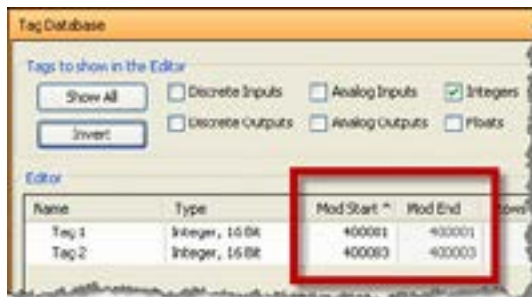 Tag Database
Tags to show in the Editor
Show All
Discrete Inputs
Analog Inputs
Integers
Invert
Discrete Outputs
Analog Outputs
Floats
Editor
Name Type Mod Start ^ Mod End
Tag 1 Integer, 16 Bit 400001 400001
Tag 2 Integer, 16 Bit 400003 400003